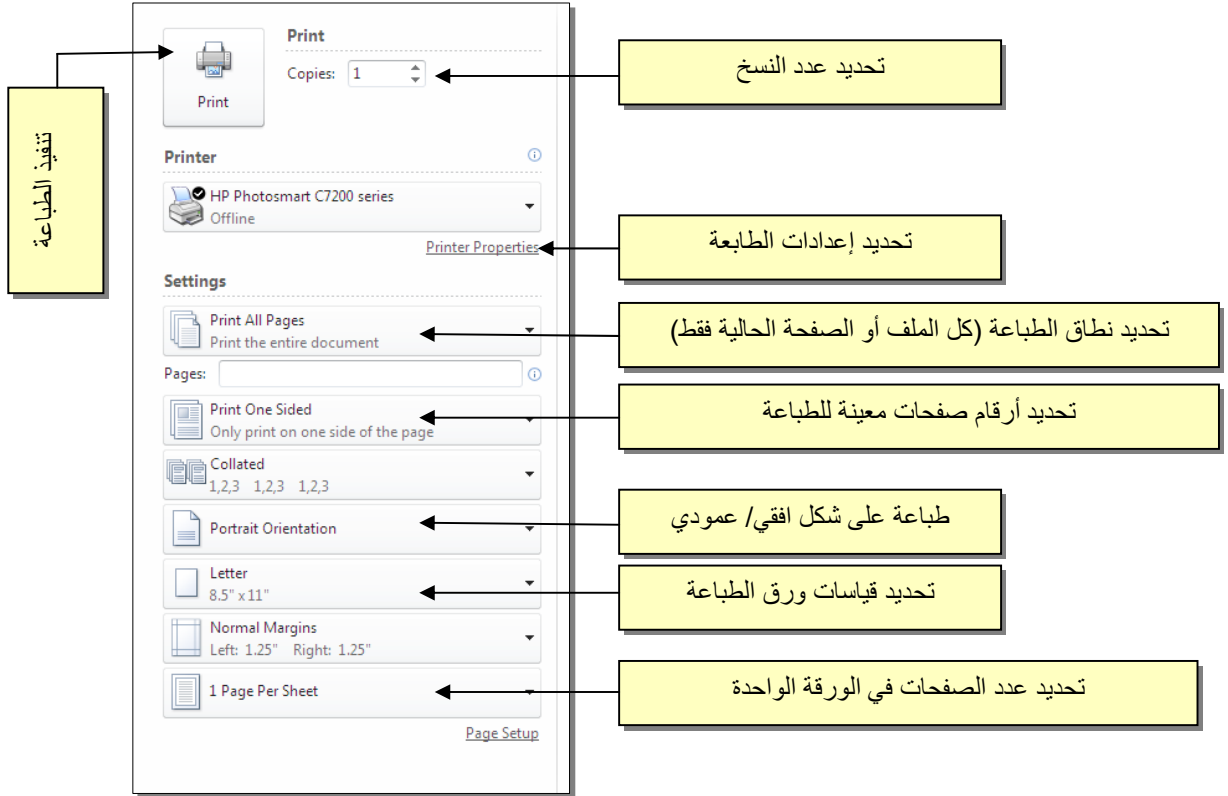 Print
Copies: 1
Print
تحديد عدد النسخ
تنفيذ الطباعة
Printer
HP Photosmart C7200 series
Offline
Printer Properties
تحديد إعدادات الطابعة
Settings
Print All Pages
Print the entire document
تحديد نطاق الطباعة (كل الملف أو الصفحة الحالية فقط)
Pages:
Print One Sided
Only print on one side of the page
تحديد أرقام صفحات معينة للطباعة
Collated
1,2,3 1,2,3 1,2,3
Portrait Orientation
طباعة على شكل افقي/ عمودي
Letter
8.5" x 11"
تحديد قياسات ورق الطباعة
Normal Margins
Left: 1.25" Right: 1.25"
1 Page Per Sheet
تحديد عدد الصفحات في الورقة الواحدة
Page Setup